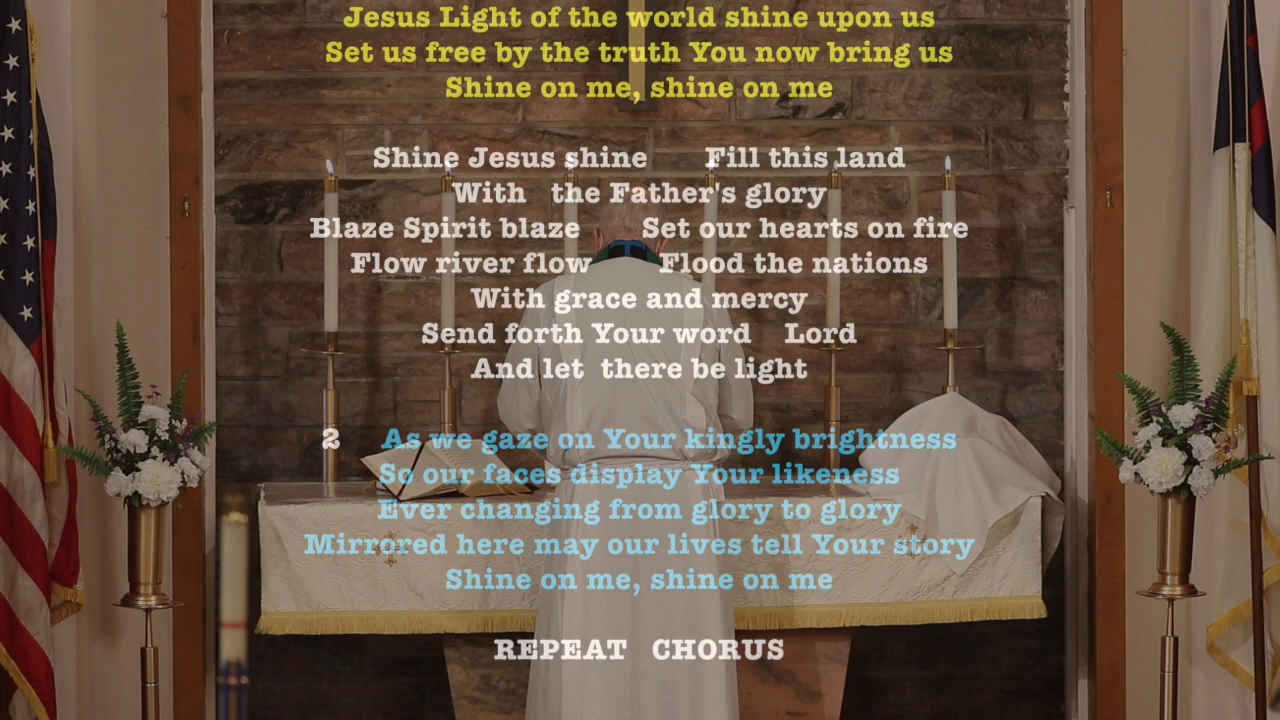 Jesus Light of the world shine upon us
Set us free by the truth You now bring us
Shine on me, shine on me
Shine Jesus shine Fill this land
With the Father's glory
Blaze Spirit blaze Set our hearts on fire
Flow river flow Flood the nations
With grace and mercy
Send forth Your word Lord
And let there be light
2 As we gaze on Your kingly brightness
So our faces display Your likeness
Ever changing from glory to glory
Mirrored here may our lives tell Your story
Shine on me, shine on me
REPEAT CHORUS